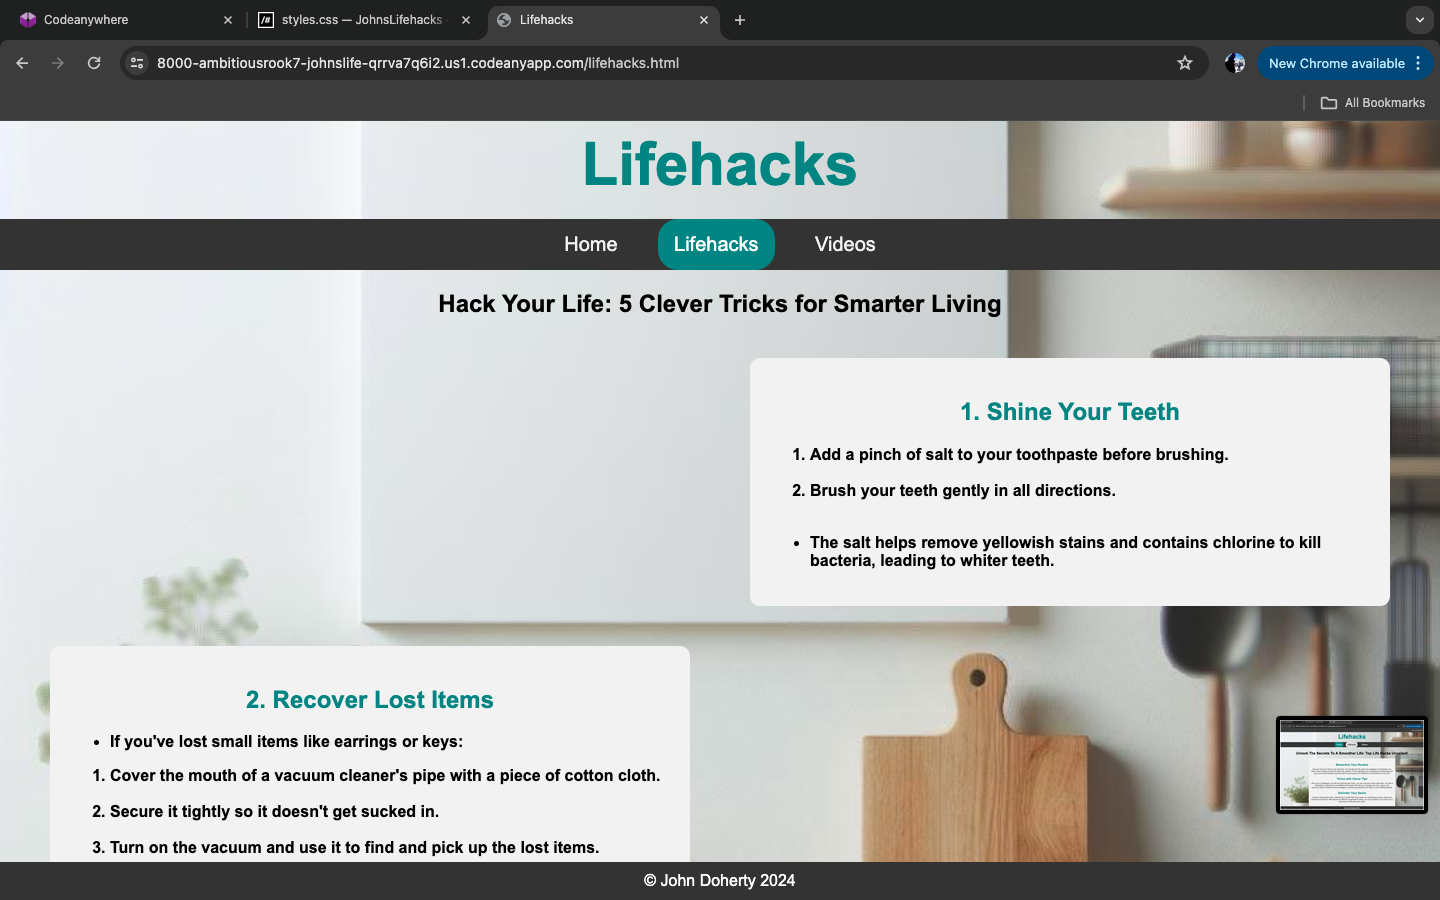 Codeanywhere
styles.css — JohnsLifehacks
Lifehacks
8000-ambitiousrook7-johnslife-qrrva7q6i2.us1.codeanyapp.com/lifehacks.html
New Chrome available
All Bookmarks
Lifehacks
Home
Lifehacks
Videos
Hack Your Life: 5 Clever Tricks for Smarter Living
1. Shine Your Teeth
1. Add a pinch of salt to your toothpaste before brushing.
2. Brush your teeth gently in all directions.
• The salt helps remove yellowish stains and contains chlorine to kill
bacteria, leading to whiter teeth.
2. Recover Lost Items
• If you've lost small items like earrings or keys:
1. Cover the mouth of a vacuum cleaner's pipe with a piece of cotton cloth.
2. Secure it tightly so it doesn't get sucked in.
3. Turn on the vacuum and use it to find and pick up the lost items.
Lifehacks
© John Doherty 2024